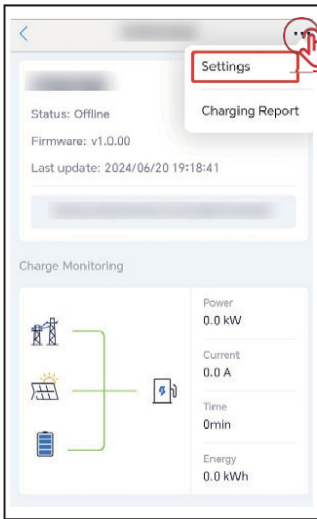 Settings
Charging Report
Status: Offline
Firmware: v1.0.00
Last update: 2024/06/20 19:18:41
Charge Monitoring
Power
0.0 kW
Current
0.0 A
Time
0min
Energy
0.0 kWh